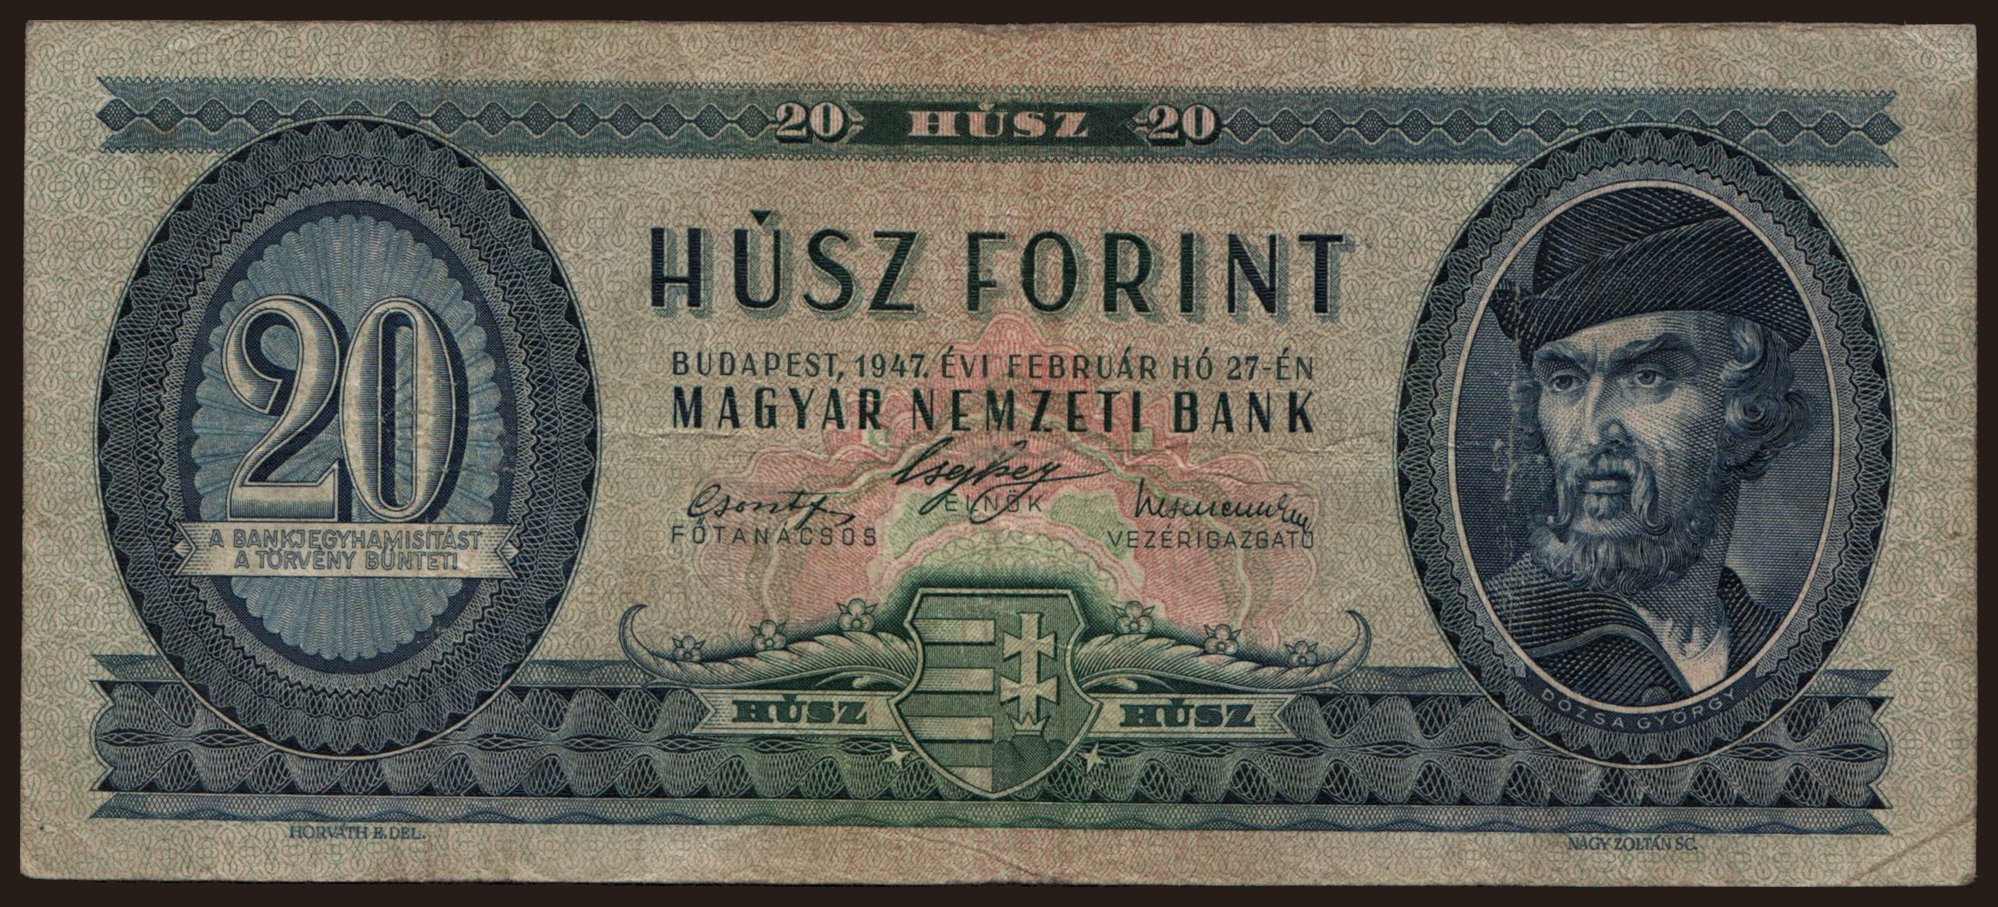 20 HÚSZ 20
HÚSZ FORINT
BUDAPEST, 1947. ÉVI FEBRUÁR HÓ 27-ÉN
MAGYAR NEMZETI BANK
FŐTANÁCSOS
ELNÖK
VEZÉRIGAZGATÓ
20
A BANKJEGYHAMISÍTÁST
A TÖRVÉNY BÜNTETI
DÓZSA GYÖRGY
HÚSZ HÚSZ
HORVÁTH E. DEL.
NAGY ZOLTÁN SC.